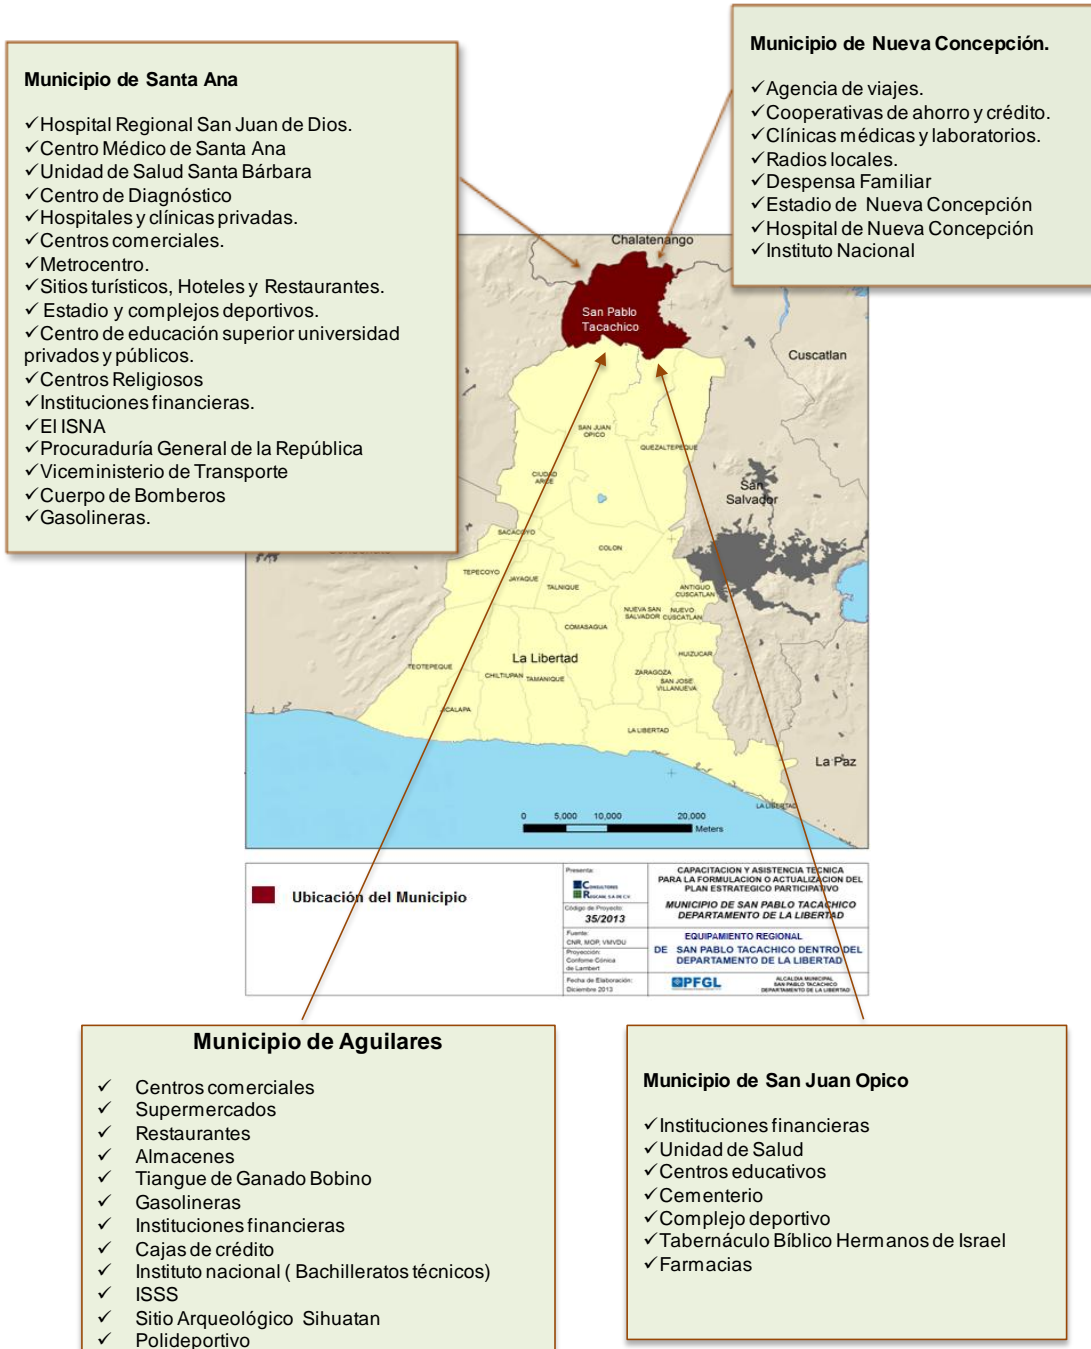 Municipio de Santa Ana
✓Hospital Regional San Juan de Dios.
✓Centro Médico de Santa Ana
✓Unidad de Salud Santa Bárbara
✓Centro de Diagnóstico
✓Hospitales y clínicas privadas.
✓Centros comerciales.
✓Metrocentro.
✓Sitios turísticos, Hoteles y Restaurantes.
✓ Estadio y complejos deportivos.
✓Centro de educación superior universidad
privados y públicos.
✓Centros Religiosos
✓Instituciones financieras.
✓El ISNA
✓Procuraduría General de la República
✓Viceministerio de Transporte
✓Cuerpo de Bomberos
✓Gasolineras.
Municipio de Nueva Concepción.
✓Agencia de viajes.
✓Cooperativas de ahorro y crédito.
✓Clínicas médicas y laboratorios.
✓Radios locales.
✓Despensa Familiar
✓Estadio de Nueva Concepción
✓Hospital de Nueva Concepción
✓Instituto Nacional
Chalatenango
San Pablo
Tacachico
Cuscatlan
SAN JUAN
OPICO
QUEZALTEPEQUE
CIUDAD
ARCE
San
Salvador
SACACOYO
COLON
TEPECOYO
JAYAQUE
TALNIQUE
ANTIGUO
CUSCATLAN
NUEVA SAN
SALVADOR
NUEVO
CUSCATLAN
COMASAGUA
HUIZUCAR
La Libertad
TEOTEPEQUE
CHILTIUPAN
TAMANIQUE
ZARAGOZA
SAN JOSE
VILLANUEVA
JICALAPA
LA LIBERTAD
La Paz
LA LIBERTAD
0 5,000 10,000 20,000
Meters
Ubicación del Municipio
Presenta:
CONSULTORES
REGIONAL S.A DE C.V
Código de Proyecto:
35/2013
Fuente:
CNR, MOP, VMVDU
Proyección:
Conforme Cónica
de Lambert
Fecha de Elaboración:
Diciembre 2013
CAPACITACION Y ASISTENCIA TECNICA
PARA LA FORMULACION O ACTUALIZACION DEL
PLAN ESTRATEGICO PARTICIPATIVO
MUNICIPIO DE SAN PABLO TACACHICO
DEPARTAMENTO DE LA LIBERTAD
EQUIPAMIENTO REGIONAL
DE SAN PABLO TACACHICO DENTRO DEL
DEPARTAMENTO DE LA LIBERTAD
PFGL
ALCALDIA MUNICIPAL
SAN PABLO TACACHICO
DEPARTAMENTO DE LA LIBERTAD
Municipio de Aguilares
✓ Centros comerciales
✓ Supermercados
✓ Restaurantes
✓ Almacenes
✓ Tiangue de Ganado Bobino
✓ Gasolineras
✓ Instituciones financieras
✓ Cajas de crédito
✓ Instituto nacional ( Bachilleratos técnicos)
✓ ISSS
✓ Sitio Arqueológico Sihuatan
✓ Polideportivo
Municipio de San Juan Opico
✓Instituciones financieras
✓Unidad de Salud
✓Centros educativos
✓Cementerio
✓Complejo deportivo
✓Tabernáculo Bíblico Hermanos de Israel
✓Farmacias